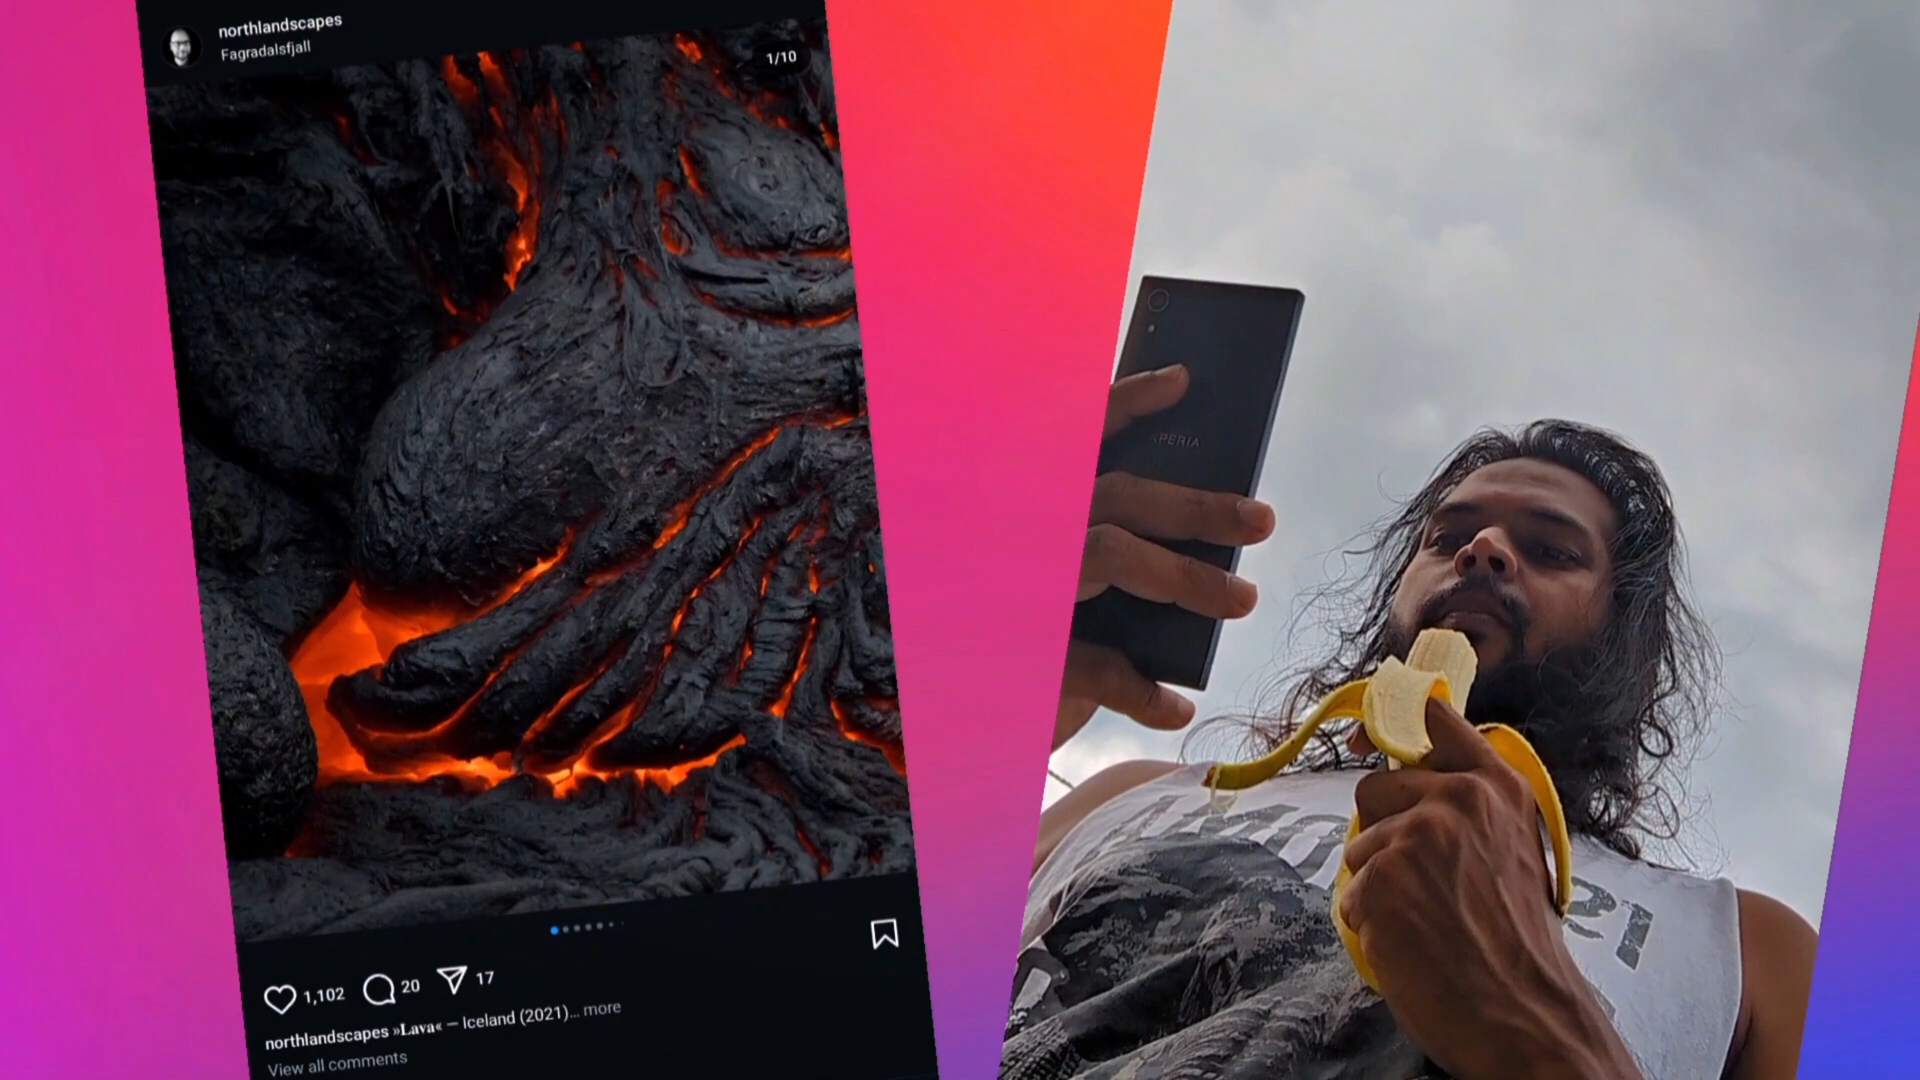 northlandscapes
Fagradalsfjall
1/10
1,102 20 17
northlandscapes »Lava« – Iceland (2021)... more
View all comments
XPERIA